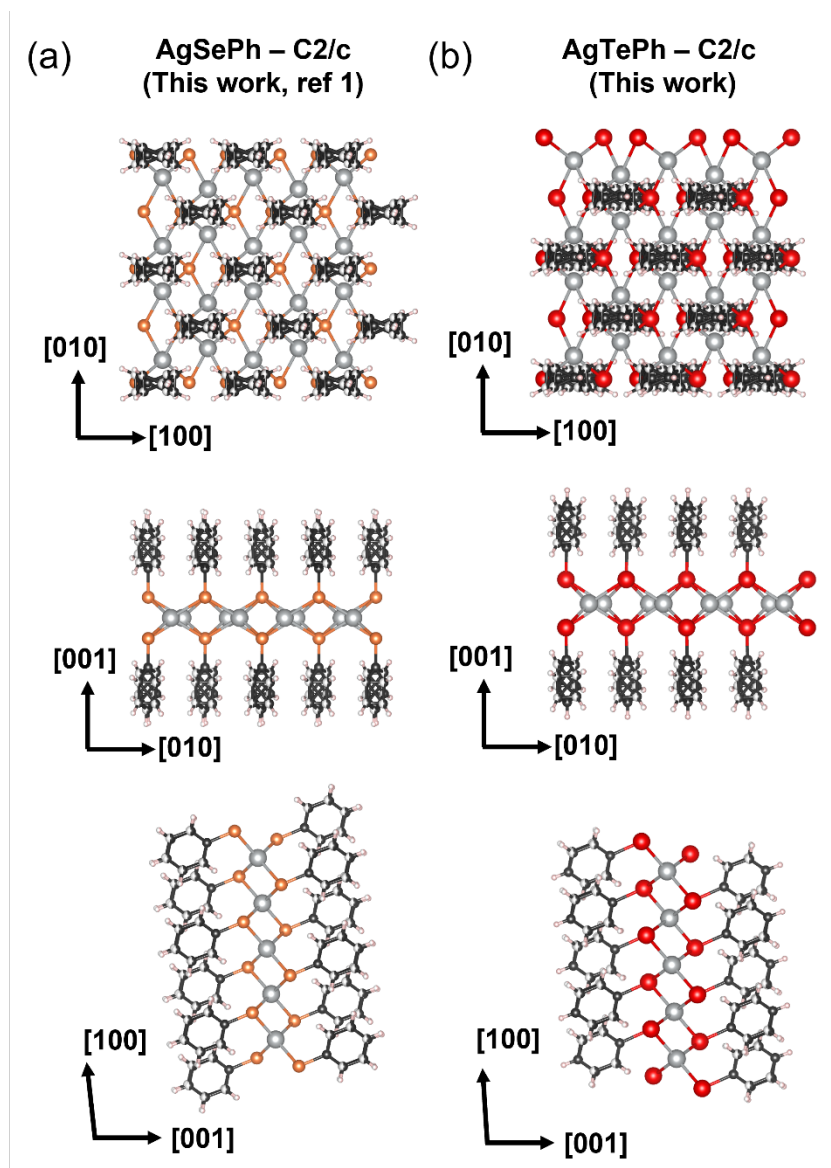 (a)
AgSePh – C2/c
(This work, ref 1)
(b)
AgTePh – C2/c
(This work)
[010]
[100]
[010]
[100]
[001]
[010]
[001]
[010]
[100]
[001]
[100]
[001]